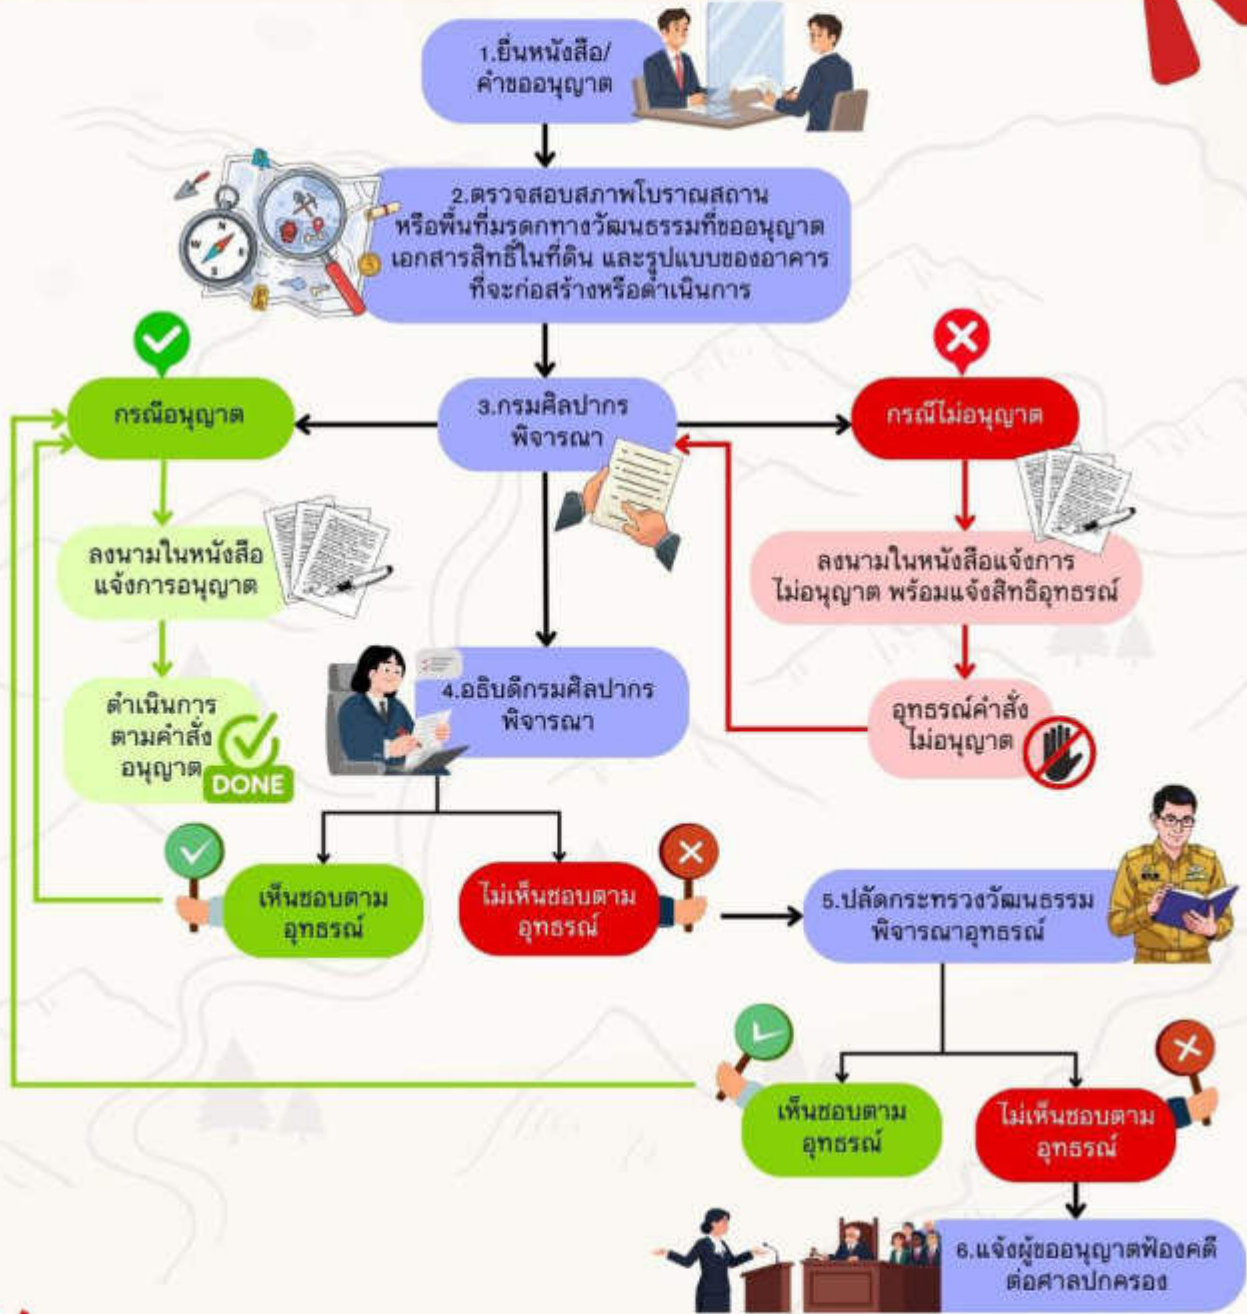 1.ยื่นหนังสือ/
คำขออนุญาต
2.ตรวจสอบสภาพโบราณสถาน
หรือพื้นที่มรดกทางวัฒนธรรมที่ขออนุญาต
เอกสารสิทธิ์ในที่ดิน และรูปแบบของอาคาร
ที่จะก่อสร้างหรือดำเนินการ
กรณีอนุญาต
3.กรมศิลปากร
พิจารณา
กรณีไม่อนุญาต
ลงนามในหนังสือ
แจ้งการอนุญาต
ลงนามในหนังสือแจ้งการ
ไม่อนุญาต พร้อมแจ้งสิทธิอุทธรณ์
ดำเนินการ
ตามคำสั่ง
อนุญาต
DONE
4.อธิบดีกรมศิลปากร
พิจารณา
อุทธรณ์คำสั่ง
ไม่อนุญาต
เห็นชอบตาม
อุทธรณ์
ไม่เห็นชอบตาม
อุทธรณ์
5.ปลัดกระทรวงวัฒนธรรม
พิจารณาอุทธรณ์
เห็นชอบตาม
อุทธรณ์
ไม่เห็นชอบตาม
อุทธรณ์
6.แจ้งผู้ขออนุญาตฟ้องคดี
ต่อศาลปกครอง